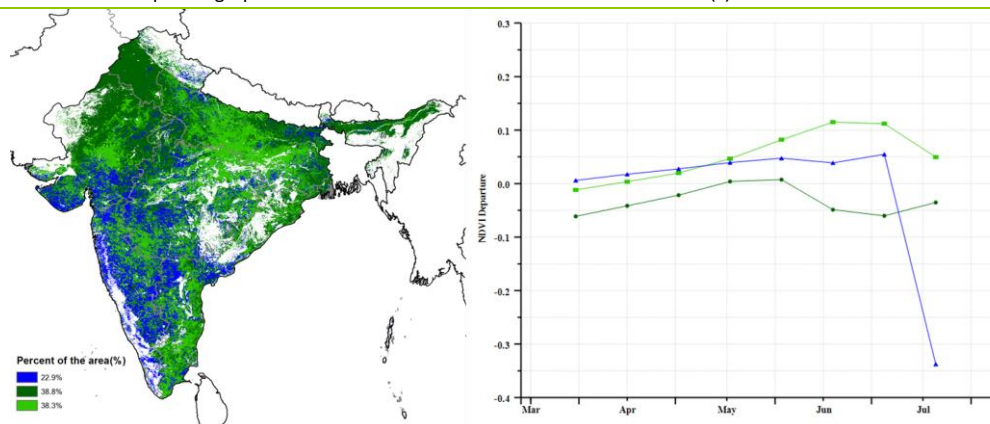 Percent of the area(%)
22.9%
38.8%
38.3%
NDVI Departure
0.3
0.2
0.1
0.0
-0.1
-0.2
-0.3
-0.4
Mar
Apr
May
Jun
Jul